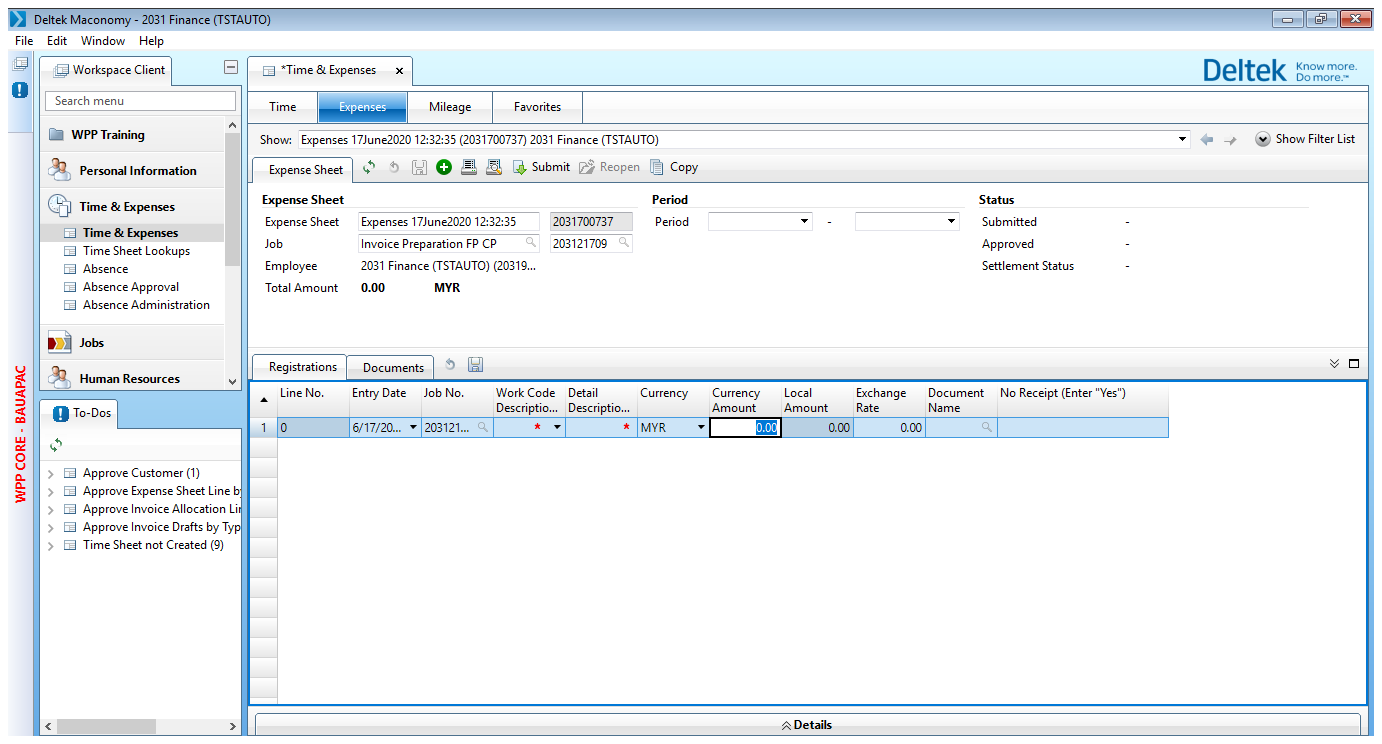 Deltek Maconomy - 2031 Finance (TSTAUTO)
File Edit Window Help
Workspace Client
*Time & Expenses
Deltek Know more. Do more.™
Search menu
Time Expenses Mileage Favorites
WPP Training
Show: Expenses 17June2020 12:32:35 (2031700737) 2031 Finance (TSTAUTO) Show Filter List
Personal Information
Expense Sheet Submit Reopen Copy
Time & Expenses
Time & Expenses
Time Sheet Lookups
Absence
Absence Approval
Absence Administration
Jobs
Human Resources
Expense Sheet Period Status
Expense Sheet Expenses 17June2020 12:32:35 2031700737 Period - Submitted -
Job Invoice Preparation FP CP 203121709 Approved -
Employee 2031 Finance (TSTAUTO) (20319... Settlement Status -
Total Amount 0.00 MYR
Registrations Documents
Line No. Entry Date Job No. Work Code Descriptio... Detail Descriptio... Currency Currency Amount Local Amount Exchange Rate Document Name No Receipt (Enter "Yes")
1 0 6/17/20... 203121... * * MYR 0.00 0.00 0.00
To-Dos
Approve Customer (1)
Approve Expense Sheet Line by
Approve Invoice Allocation Lin
Approve Invoice Drafts by Typ
Time Sheet not Created (9)
WPP CORE - BAUAPAC
Details